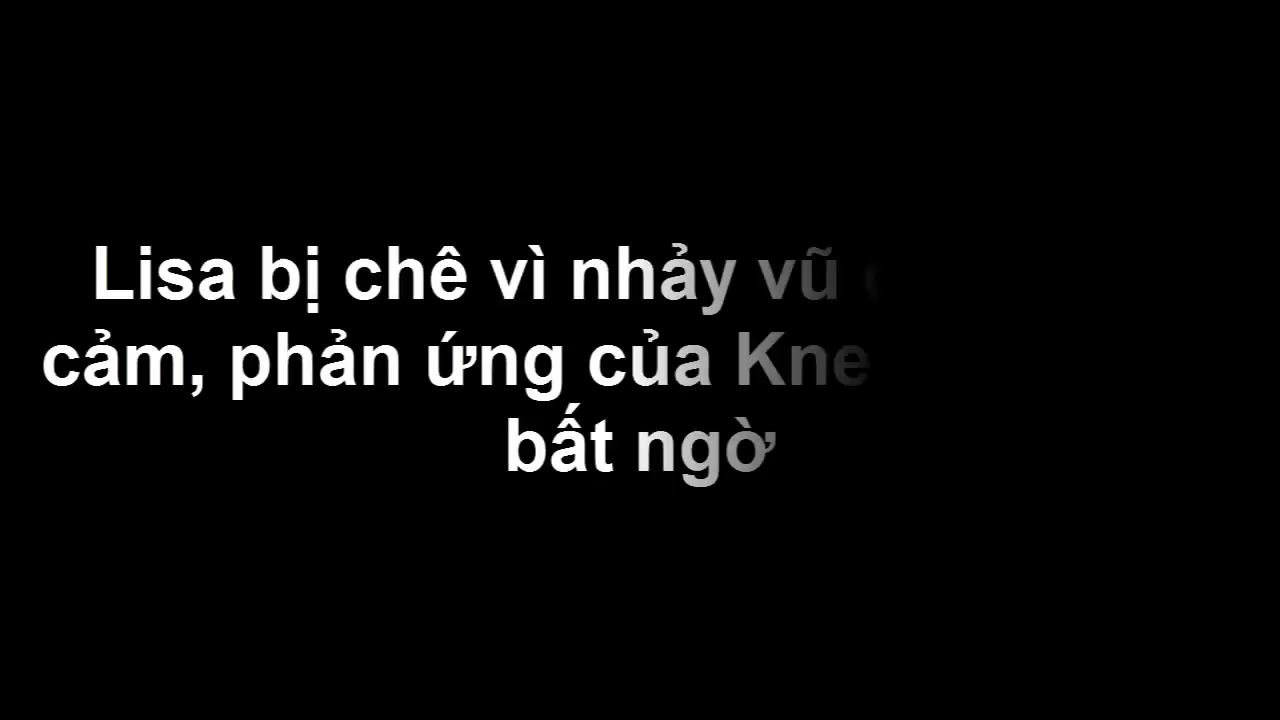 Lisa bị chê vì nhảy vũ
cảm, phản ứng của Kne
bất ngờ